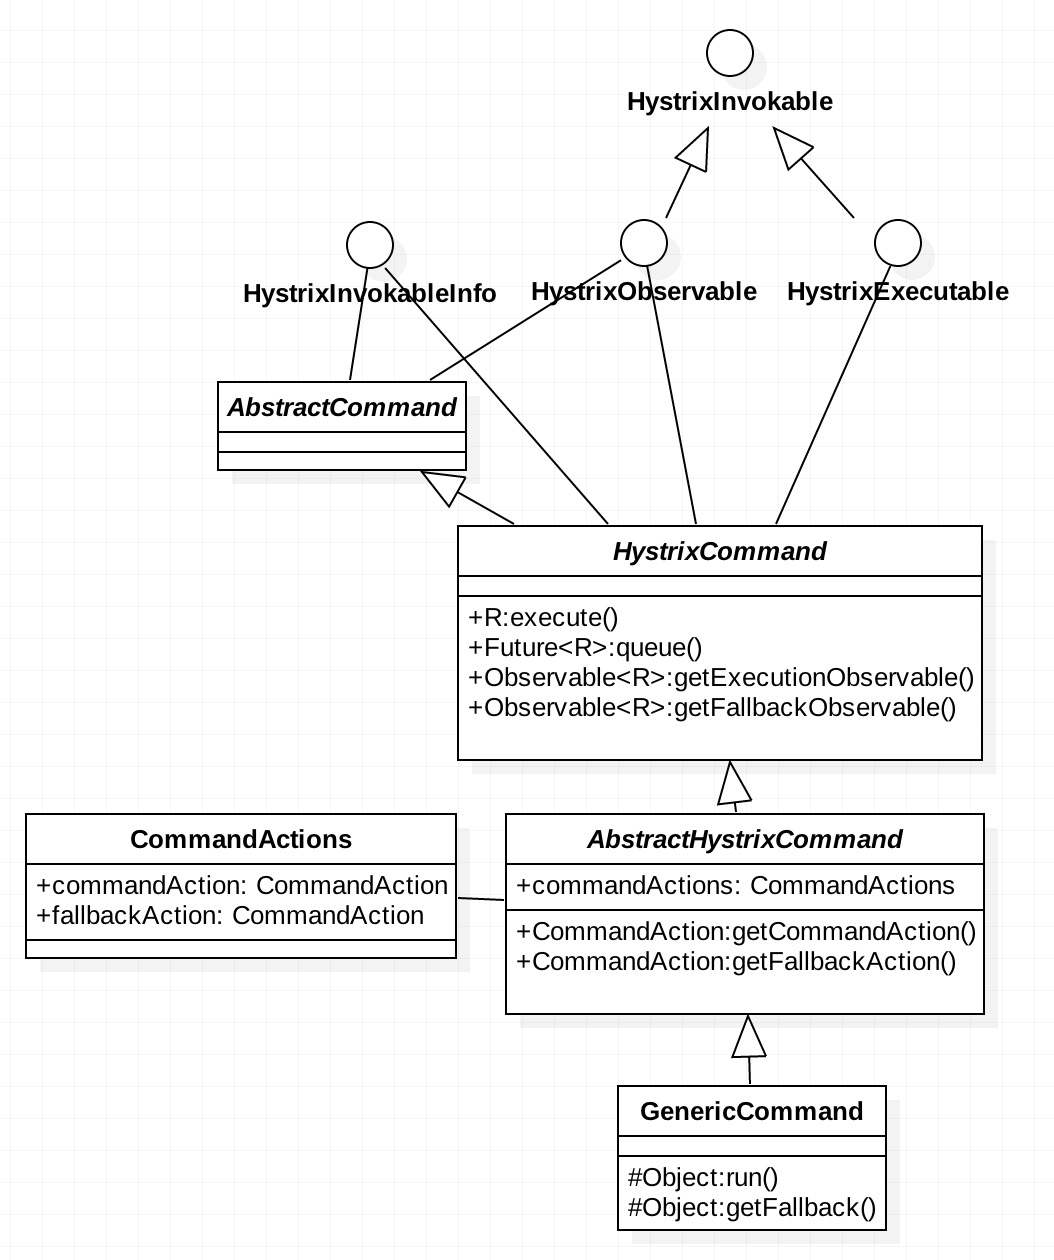 HystrixInvokable
HystrixInvokableInfo
HystrixObservable
HystrixExecutable
AbstractCommand
HystrixCommand
+R:execute()
+Future<R>:queue()
+Observable<R>:getExecutionObservable()
+Observable<R>:getFallbackObservable()
CommandActions
+commandAction: CommandAction
+fallbackAction: CommandAction
AbstractHystrixCommand
+commandActions: CommandActions
+CommandAction:getCommandAction()
+CommandAction:getFallbackAction()
GenericCommand
#Object:run()
#Object:getFallback()